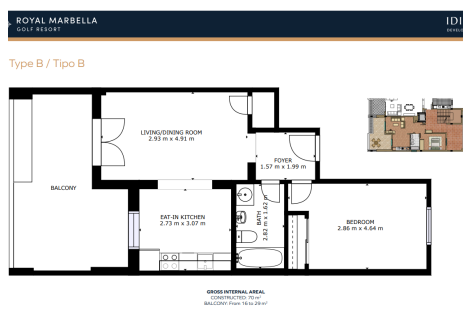 ROYAL MARBELLA
GOLF RESORT
IDI
DEVELO
Type B / Tipo B
LIVING/DINING ROOM
2.93 m x 4.91 m
FOYER
1.57 m x 1.99 m
BALCONY
EAT-IN KITCHEN
2.73 m x 3.07 m
BATH
2.82 m x 1.62 m
BEDROOM
2.86 m x 4.64 m
GROSS INTERNAL AREAL
CONSTRUCTED: 70 m²
BALCONY: From 16 to 29 m²